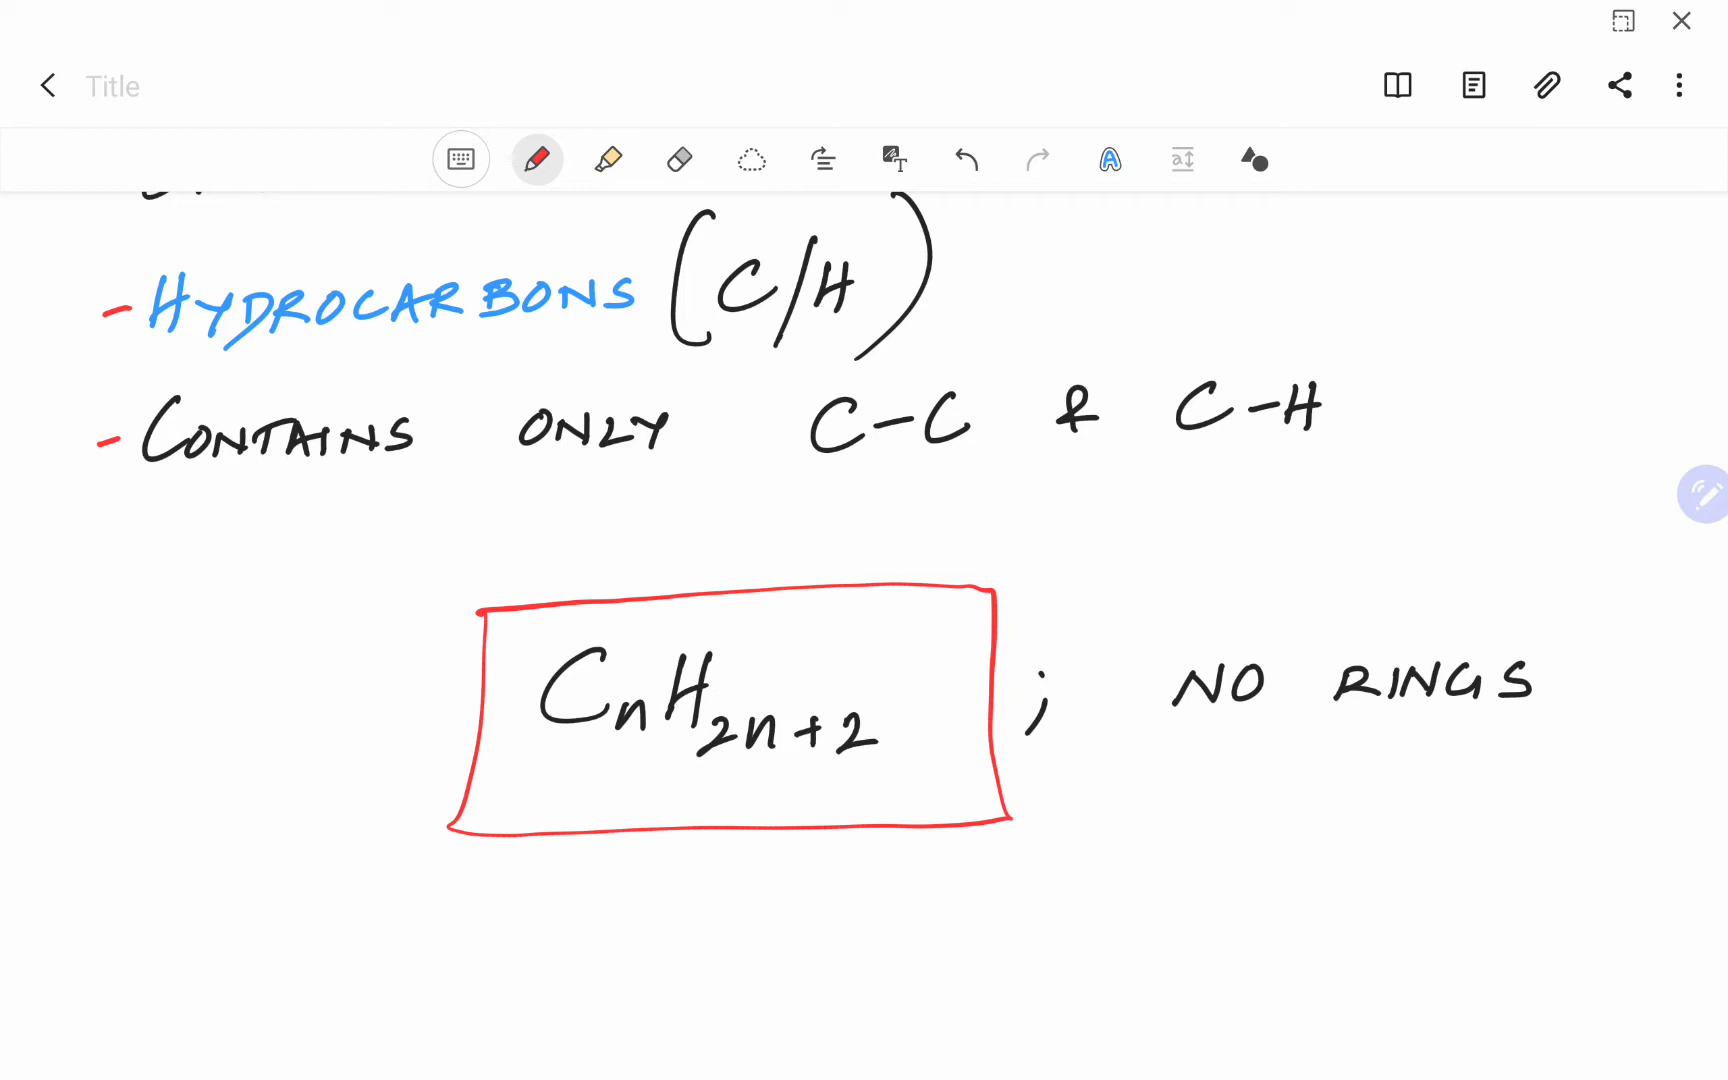 Title
- HYDROCARBONS (C/H)
- CONTAINS ONLY C-C & C-H
CnH2n+2 ; NO RINGS